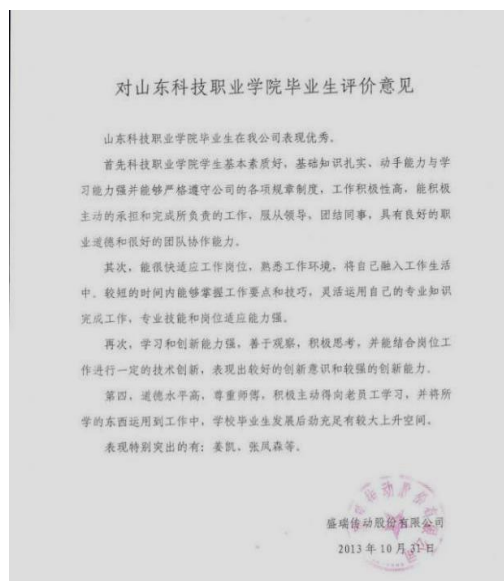 对山东科技职业学院毕业生评价意见
山东科技职业学院毕业生在我公司表现优秀。
首先科技职业学院学生基本素质好，基础知识扎实、动手能力与学
习能力强并能够严格遵守公司的各项规章制度，工作积极性高，能积极
主动的承担和完成所负责的工作、服从领导，团结同事，具有良好的职
业道德和很好的团队协作能力。
其次，能很快适应工作岗位，熟悉工作环境，将自己融入工作生活
中。较短的时间内能够掌握工作要点和技巧，灵活运用自己的专业知识
完成工作，专业技能和岗位适应能力强。
再次，学习和创新能力强，善于观察，积极思考，并能结合岗位工
作进行一定的技术创新，表现出较好的创新意识和较强的创新能力。
第四，道德水平高，尊重师傅，积极主动得向老员工学习，并将所
学的东西运用到工作中，学校毕业生发展后劲充足有较大上升空间。
表现特别突出的有：姜凯、张凤森等。
盛瑞传动股份有限公司
2013年10月31日